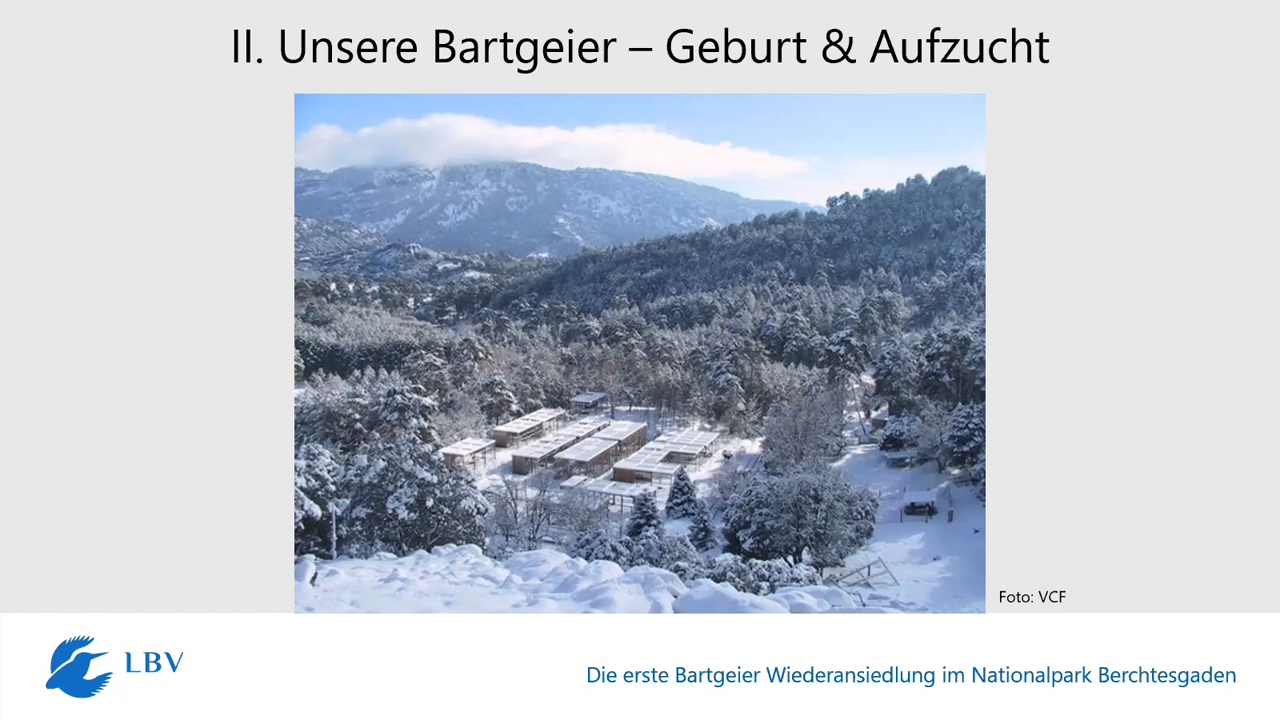 II. Unsere Bartgeier – Geburt & Aufzucht
Foto: VCF
LBV
Die erste Bartgeier Wiederansiedlung im Nationalpark Berchtesgaden